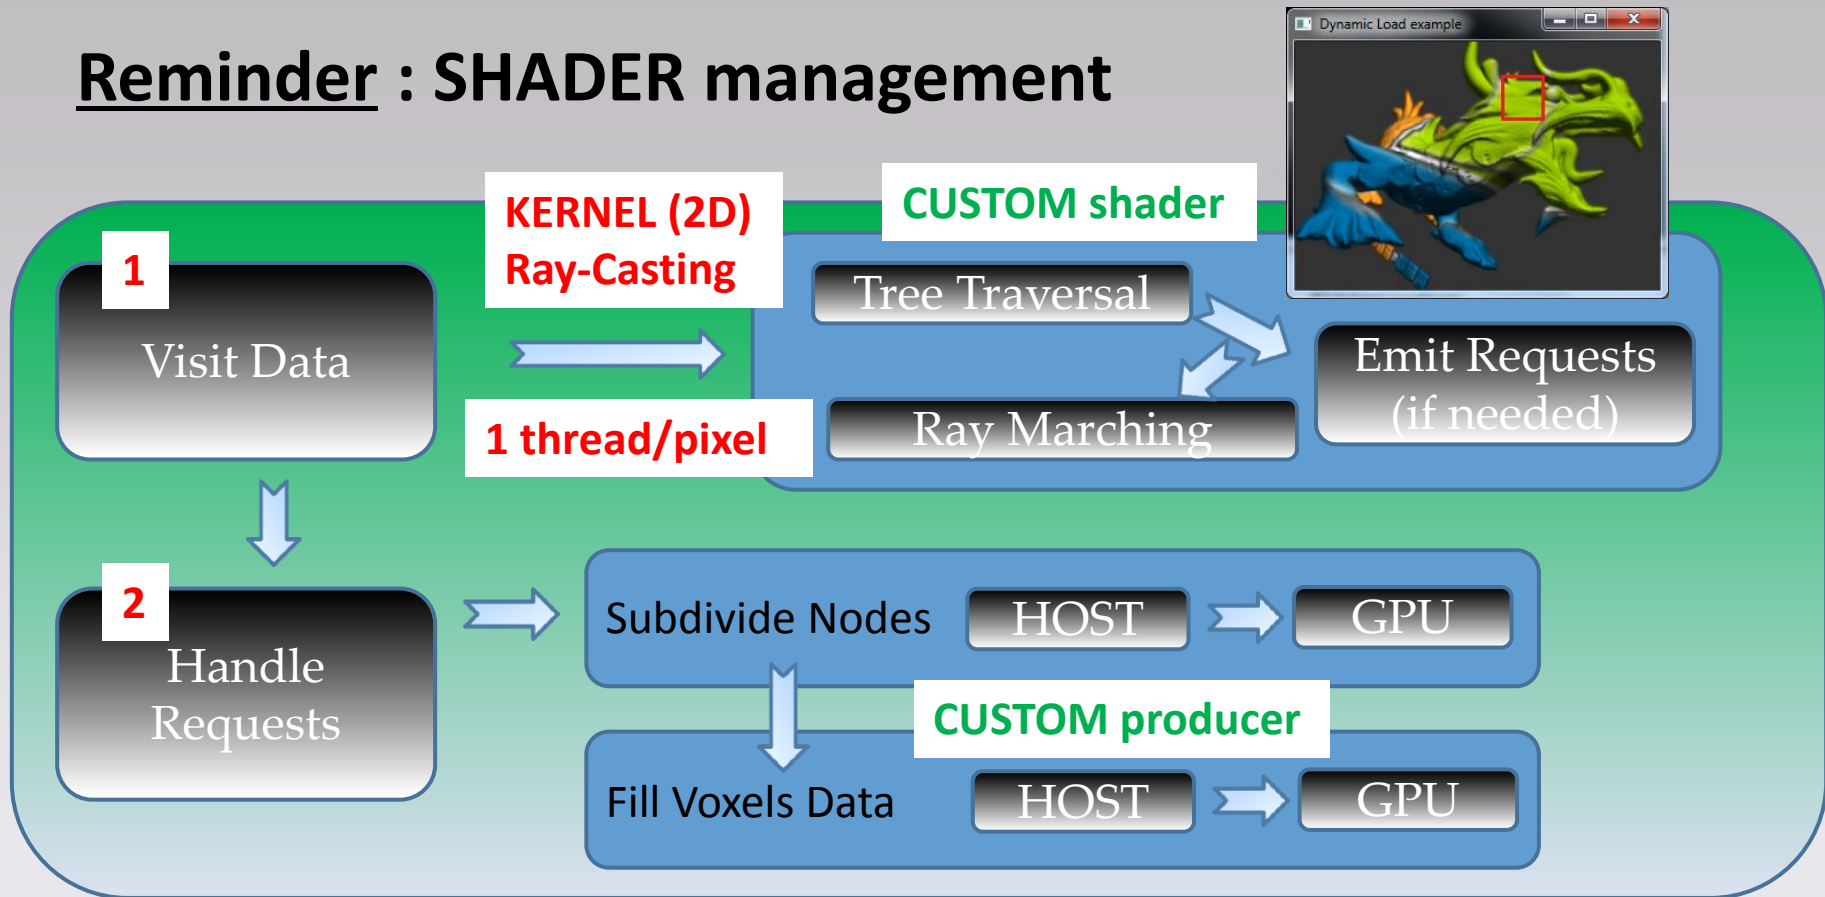 Reminder : SHADER management
Dynamic Load example
KERNEL (2D)
Ray-Casting
CUSTOM shader
1
Visit Data
Tree Traversal
Emit Requests
(if needed)
1 thread/pixel
Ray Marching
2
Handle
Requests
Subdivide Nodes
HOST
GPU
CUSTOM producer
Fill Voxels Data
HOST
GPU